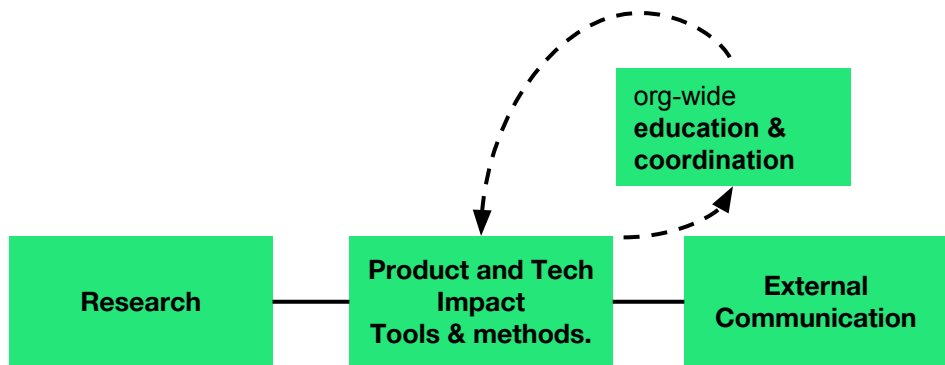 org-wide
education &
coordination
Research
Product and Tech
Impact
Tools & methods.
External
Communication